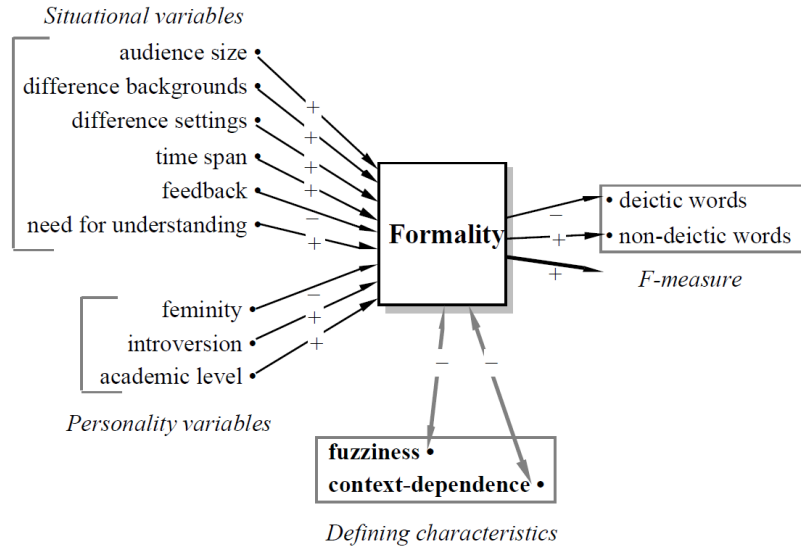 Situational variables
audience size •
difference backgrounds •
difference settings •
time span •
feedback •
need for understanding •
+
+
+
+
–
+
Formality
–
+
+
• deictic words
• non-deictic words
F-measure
feminity •
introversion •
academic level •
–
+
+
Personality variables
–
–
fuzziness •
context-dependence •
Defining characteristics